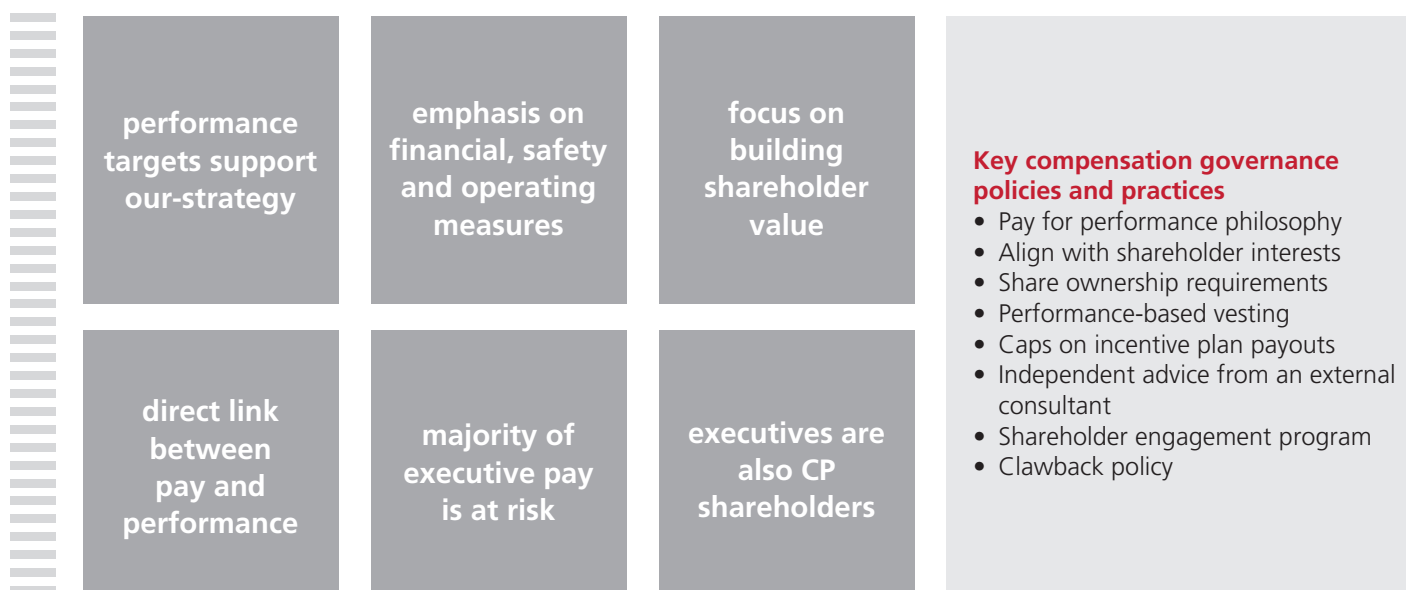 performance
targets support
our-strategy
emphasis on
financial, safety
and operating
measures
focus on
building
shareholder
value
direct link
between
pay and
performance
majority of
executive pay
is at risk
executives are
also CP
shareholders
Key compensation governance
policies and practices
• Pay for performance philosophy
• Align with shareholder interests
• Share ownership requirements
• Performance-based vesting
• Caps on incentive plan payouts
• Independent advice from an external
consultant
• Shareholder engagement program
• Clawback policy